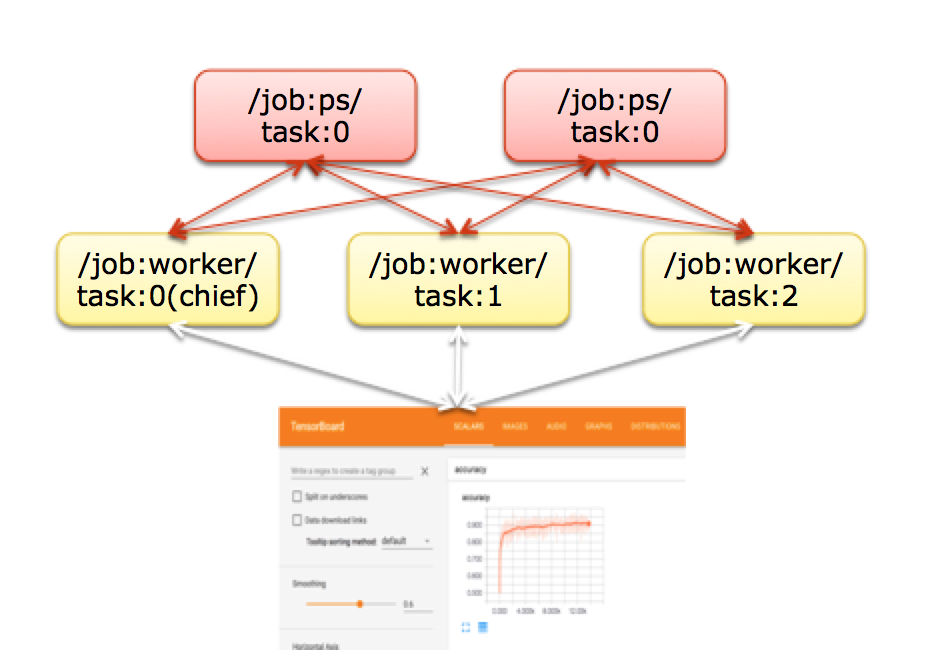 /job:ps/
task:0
/job:ps/
task:0
/job:worker/
task:0(chief)
/job:worker/
task:1
/job:worker/
task:2
TensorBoard
SCALARS IMAGES AUDIO GRAPHS DISTRIBUTIONS
Write a regex to create a tag group
accuracy
Split on underscores
accuracy
Data download links
Tooltip sorting method: default
0.900
0.800
0.700
0.600
0.500
0.000 4.000k 8.000k 12.00k
Smoothing
0.6
Horizontal Axis